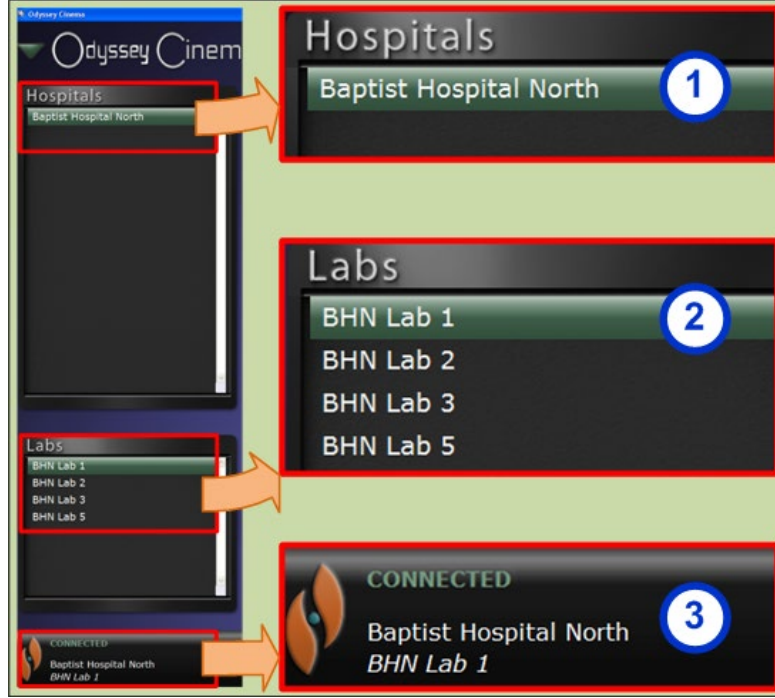 Odyssey Cinema
Odyssey Cinem
Hospitals
Baptist Hospital North
Labs
BHN Lab 1
BHN Lab 2
BHN Lab 3
BHN Lab 5
CONNECTED
Baptist Hospital North
BHN Lab 1
Hospitals
Baptist Hospital North
1
Labs
BHN Lab 1
2
BHN Lab 2
BHN Lab 3
BHN Lab 5
CONNECTED
Baptist Hospital North
3
BHN Lab 1